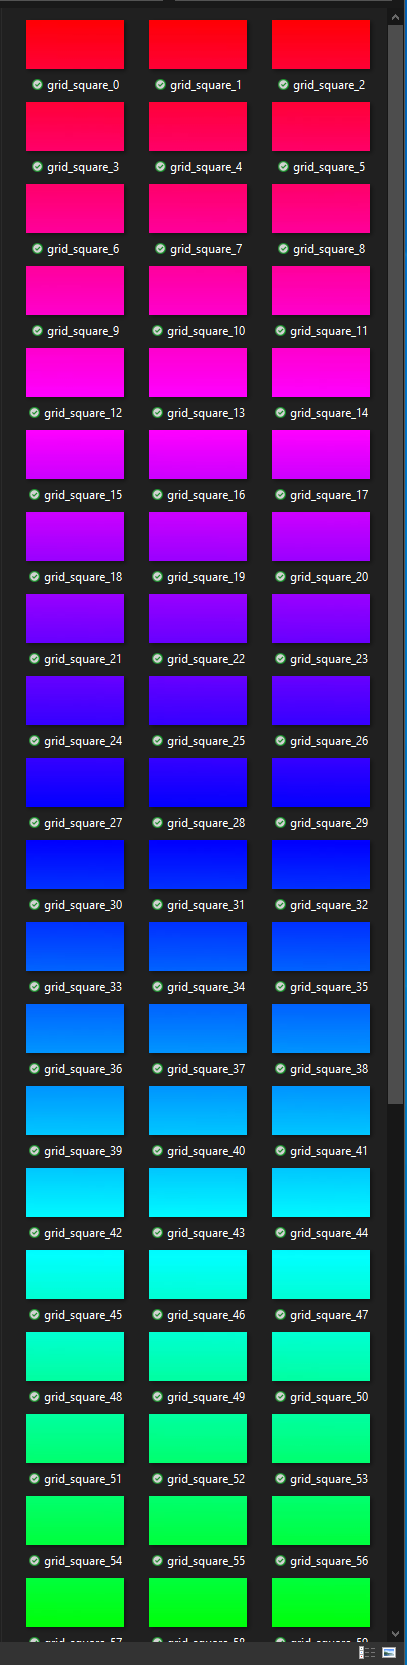 grid_square_0 grid_square_1 grid_square_2
grid_square_3 grid_square_4 grid_square_5
grid_square_6 grid_square_7 grid_square_8
grid_square_9 grid_square_10 grid_square_11
grid_square_12 grid_square_13 grid_square_14
grid_square_15 grid_square_16 grid_square_17
grid_square_18 grid_square_19 grid_square_20
grid_square_21 grid_square_22 grid_square_23
grid_square_24 grid_square_25 grid_square_26
grid_square_27 grid_square_28 grid_square_29
grid_square_30 grid_square_31 grid_square_32
grid_square_33 grid_square_34 grid_square_35
grid_square_36 grid_square_37 grid_square_38
grid_square_39 grid_square_40 grid_square_41
grid_square_42 grid_square_43 grid_square_44
grid_square_45 grid_square_46 grid_square_47
grid_square_48 grid_square_49 grid_square_50
grid_square_51 grid_square_52 grid_square_53
grid_square_54 grid_square_55 grid_square_56